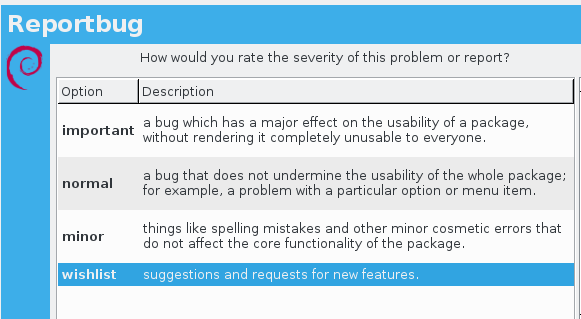 Reportbug
How would you rate the severity of this problem or report?
Option Description
important a bug which has a major effect on the usability of a package,
without rendering it completely unusable to everyone.
normal a bug that does not undermine the usability of the whole package;
for example, a problem with a particular option or menu item.
minor things like spelling mistakes and other minor cosmetic errors that
do not affect the core functionality of the package.
wishlist suggestions and requests for new features.